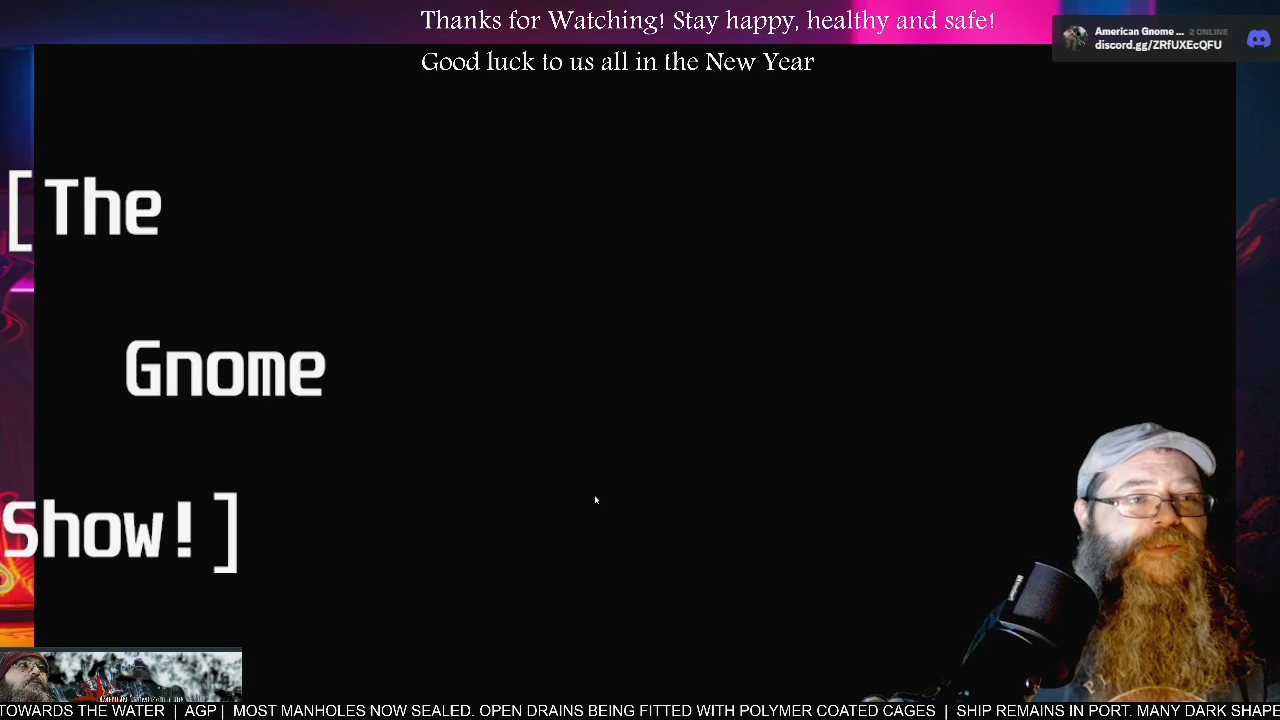 Thanks for Watching! Stay happy, healthy and safe!
Good luck to us all in the New Year
American Gnome ... 2 ONLINE
discord.gg/ZRfUXEcQFU
[The
Gnome
Show!]
TOWARDS THE WATER | AGP | MOST MANHOLES NOW SEALED. OPEN DRAINS BEING FITTED WITH POLYMER COATED CAGES | SHIP REMAINS IN PORT. MANY DARK SHAPE